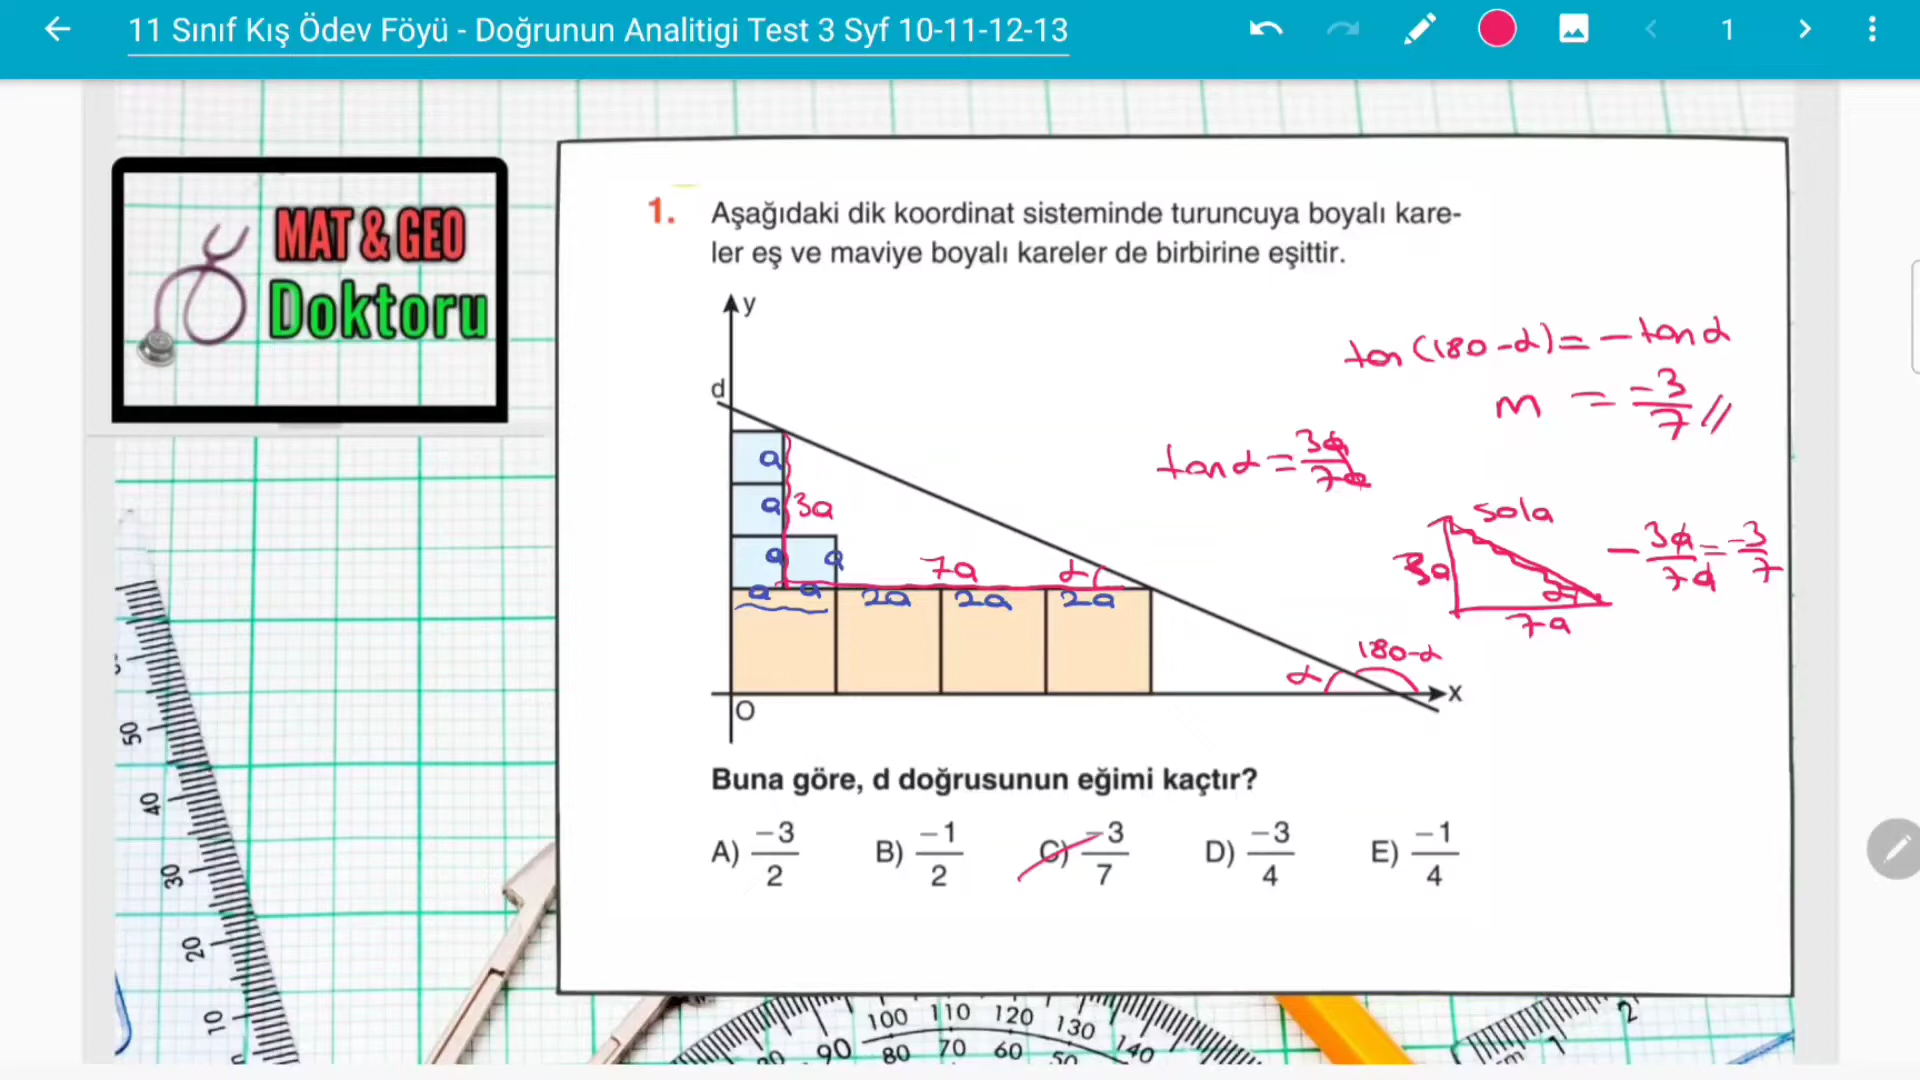 11 Sınıf Kış Ödev Föyü - Doğrunun Analitigi Test 3 Syf 10-11-12-13
1
MAT & GEO
Doktoru
1. Aşağıdaki dik koordinat sisteminde turuncuya boyalı kare-
ler eş ve maviye boyalı kareler de birbirine eşittir.
y
d
a
a
3a
a a
7a α
a a 2a 2a 2a
α 180-α
O
x
tan(180-α) = -tanα
m = -3/7 //
tanα = 3a/7a
sola
3a
α
7a
-3a/7a = -3/7
Buna göre, d doğrusunun eğimi kaçtır?
A) -3/2 B) -1/2 C) -3/7 D) -3/4 E) -1/4
50
40
30
20
10
90 100 110 120 130 140
80 70 60 50
1 2